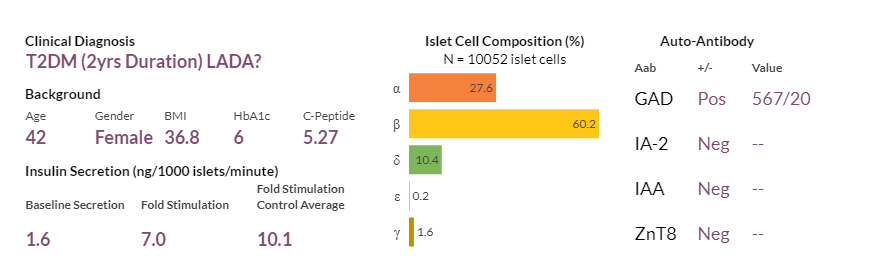 Clinical Diagnosis
T2DM (2yrs Duration) LADA?
Background
Age Gender BMI HbA1c C-Peptide
42 Female 36.8 6 5.27
Insulin Secretion (ng/1000 islets/minute)
Baseline Secretion Fold Stimulation Fold Stimulation Control Average
1.6 7.0 10.1
Islet Cell Composition (%)
N = 10052 islet cells
α 27.6
β 60.2
δ 10.4
ε 0.2
γ 1.6
Auto-Antibody
Aab +/- Value
GAD Pos 567/20
IA-2 Neg --
IAA Neg --
ZnT8 Neg --